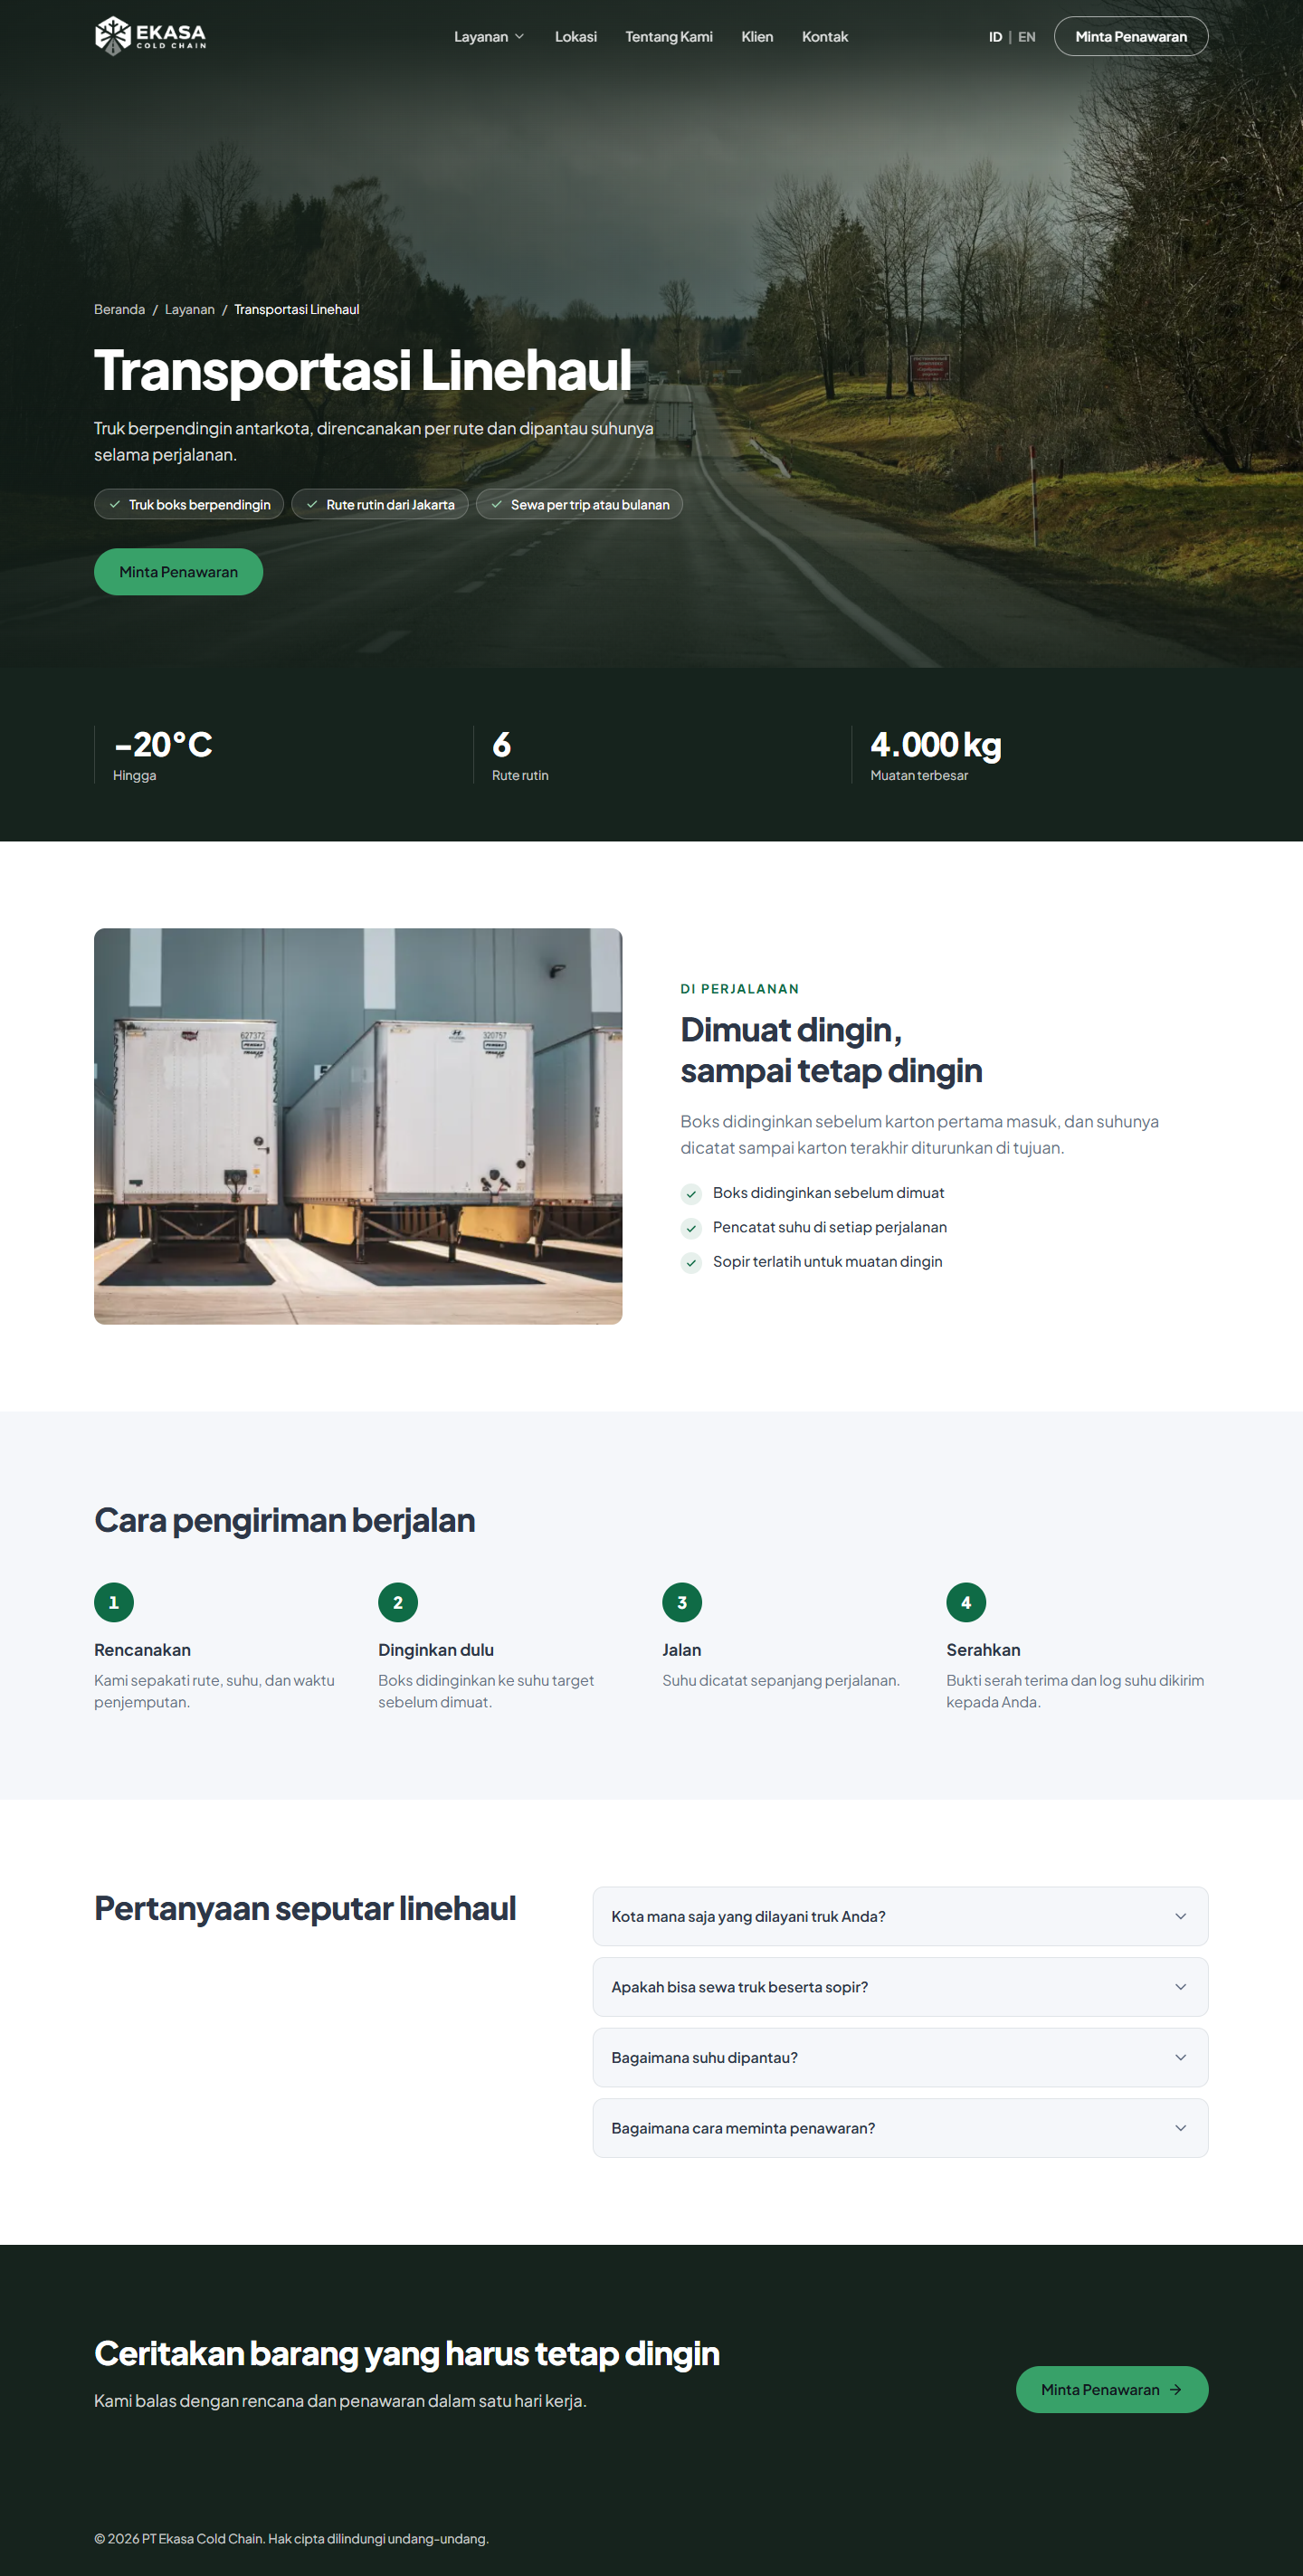 EKASA
COLD CHAIN
Layanan
Lokasi
Tentang Kami
Klien
Kontak
ID | EN
Minta Penawaran
Beranda / Layanan / Transportasi Linehaul
Transportasi Linehaul
Truk berpendingin antarkota, direncanakan per rute dan dipantau suhunya
selama perjalanan.
Truk boks berpendingin
Rute rutin dari Jakarta
Sewa per trip atau bulanan
Minta Penawaran
-20°C
Hingga
6
Rute rutin
4.000 kg
Muatan terbesar
627372
320757
DI PERJALANAN
Dimuat dingin,
sampai tetap dingin
Boks didinginkan sebelum karton pertama masuk, dan suhunya
dicatat sampai karton terakhir diturunkan di tujuan.
Boks didinginkan sebelum dimuat
Pencatat suhu di setiap perjalanan
Sopir terlatih untuk muatan dingin
Cara pengiriman berjalan
1
Rencanakan
Kami sepakati rute, suhu, dan waktu
penjemputan.
2
Dinginkan dulu
Boks didinginkan ke suhu target
sebelum dimuat.
3
Jalan
Suhu dicatat sepanjang perjalanan.
4
Serahkan
Bukti serah terima dan log suhu dikirim
kepada Anda.
Pertanyaan seputar linehaul
Kota mana saja yang dilayani truk Anda?
Apakah bisa sewa truk beserta sopir?
Bagaimana suhu dipantau?
Bagaimana cara meminta penawaran?
Ceritakan barang yang harus tetap dingin
Kami balas dengan rencana dan penawaran dalam satu hari kerja.
Minta Penawaran
© 2026 PT Ekasa Cold Chain. Hak cipta dilindungi undang-undang.